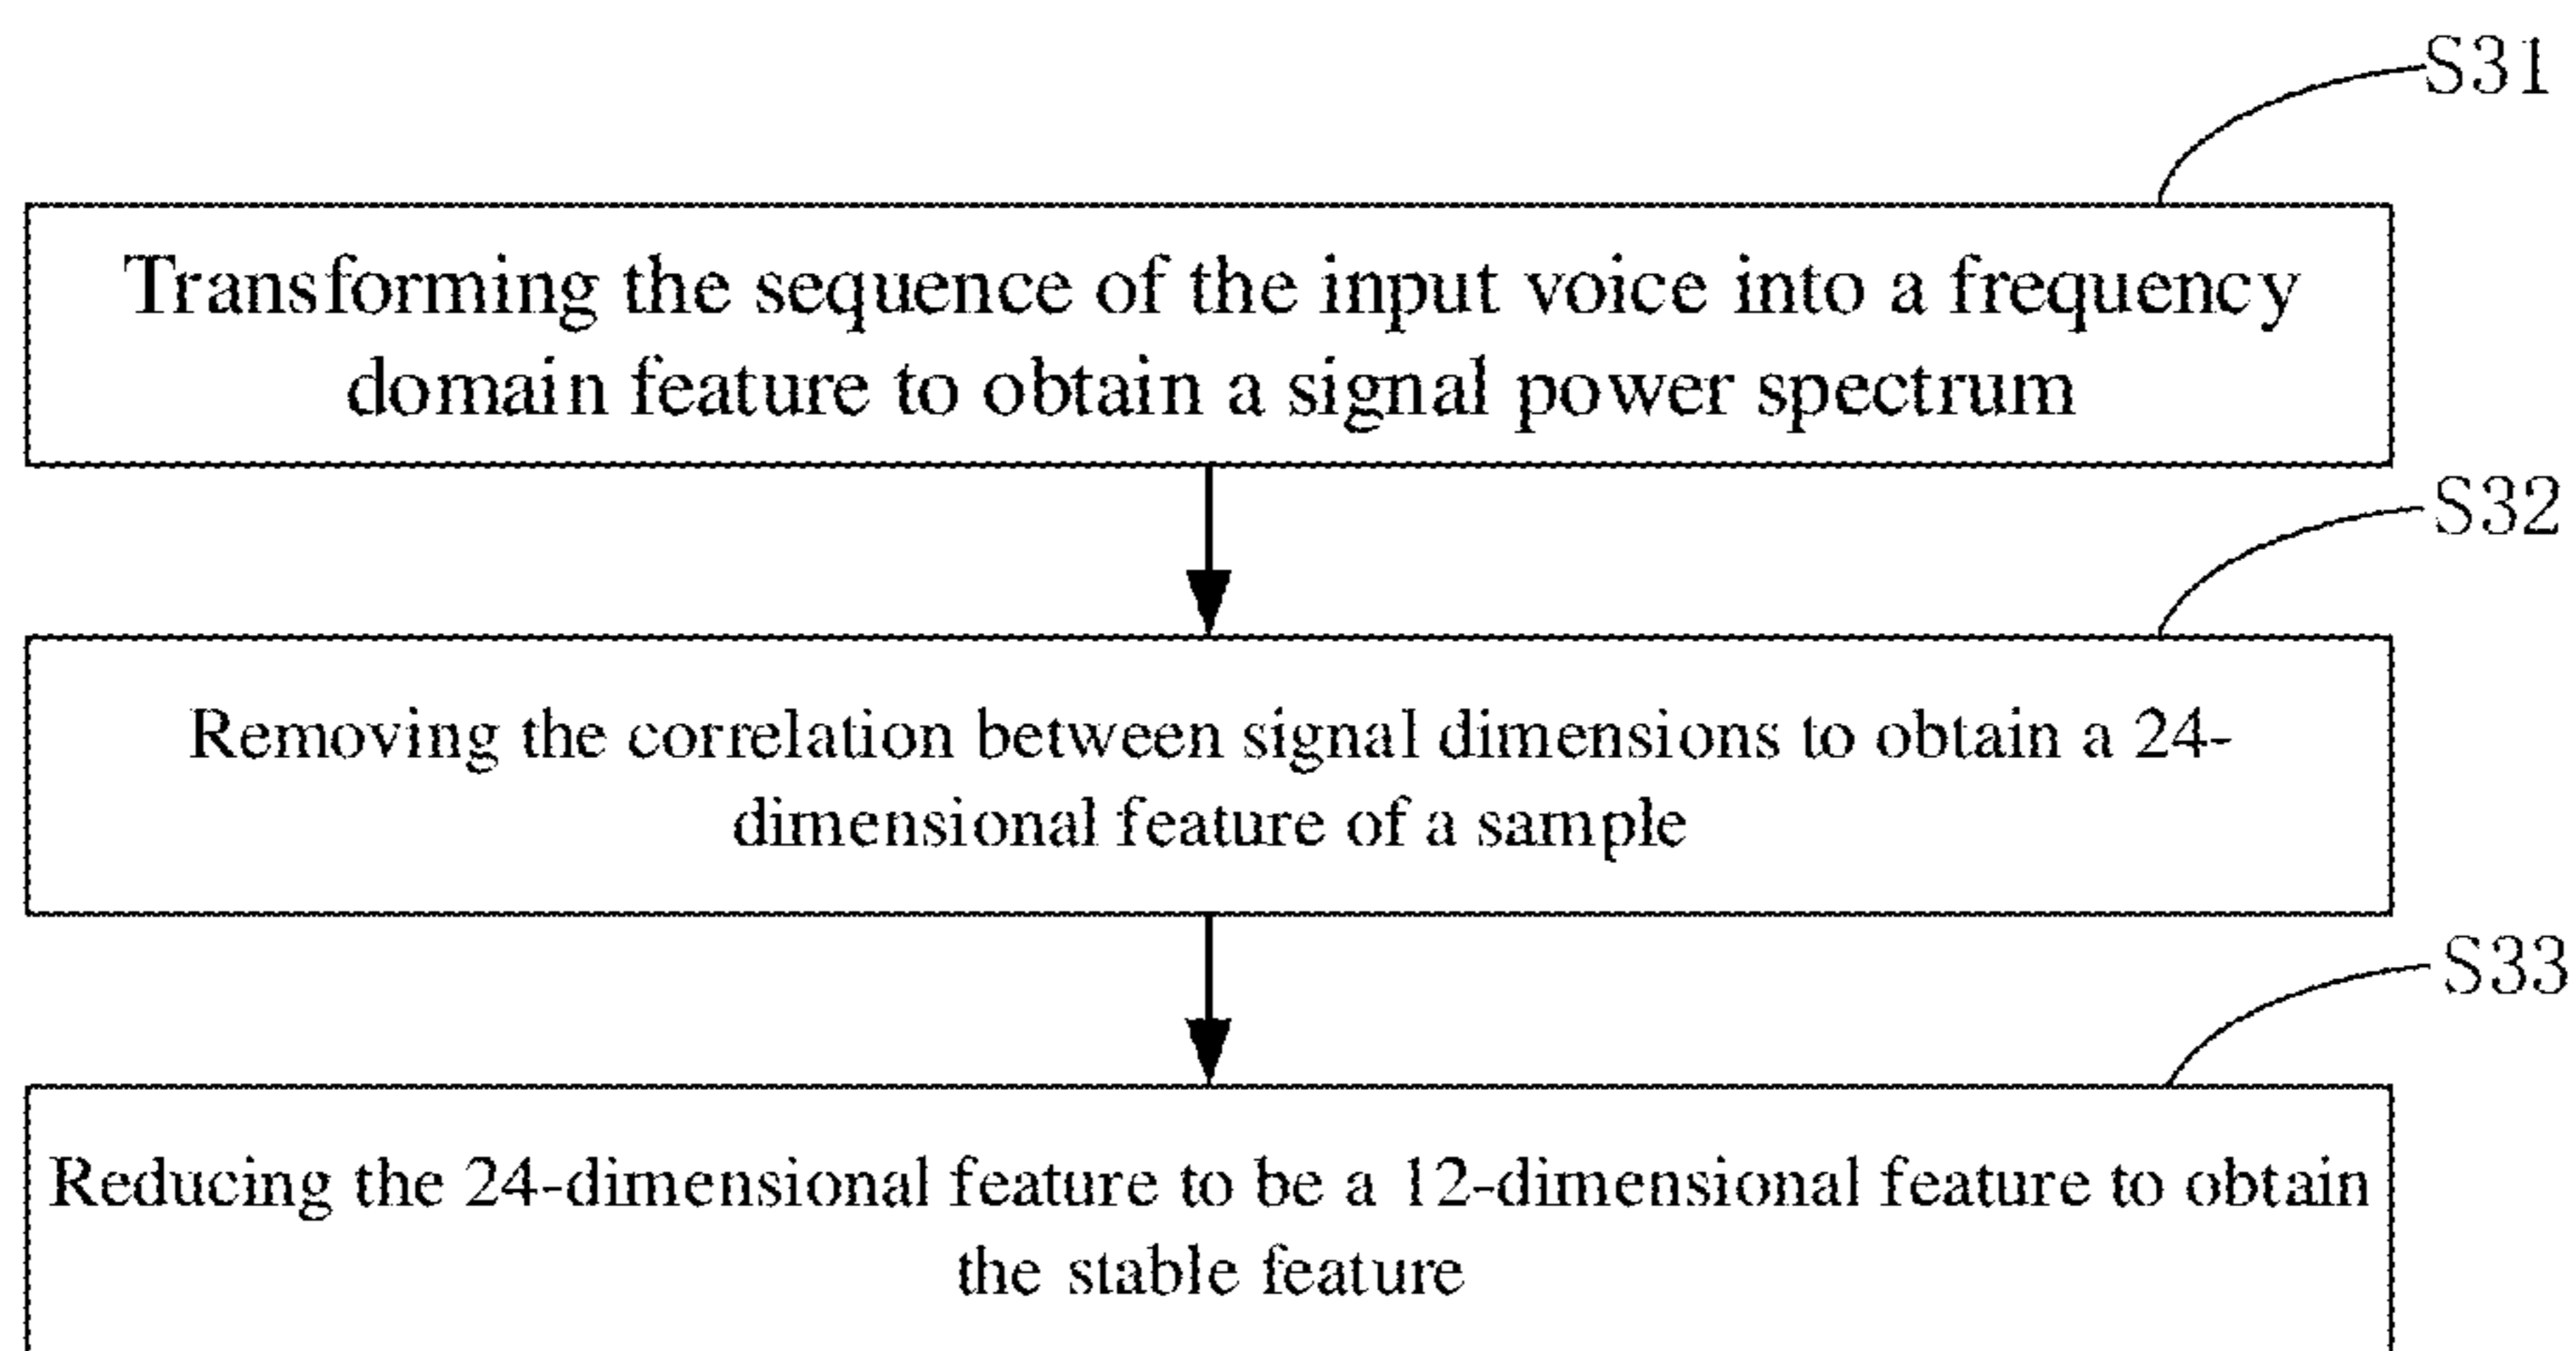 S31
Transforming the sequence of the input voice into a frequency
domain feature to obtain a signal power spectrum
S32
Removing the correlation between signal dimensions to obtain a 24-
dimensional feature of a sample
S33
Reducing the 24-dimensional feature to be a 12-dimensional feature to obtain
the stable feature